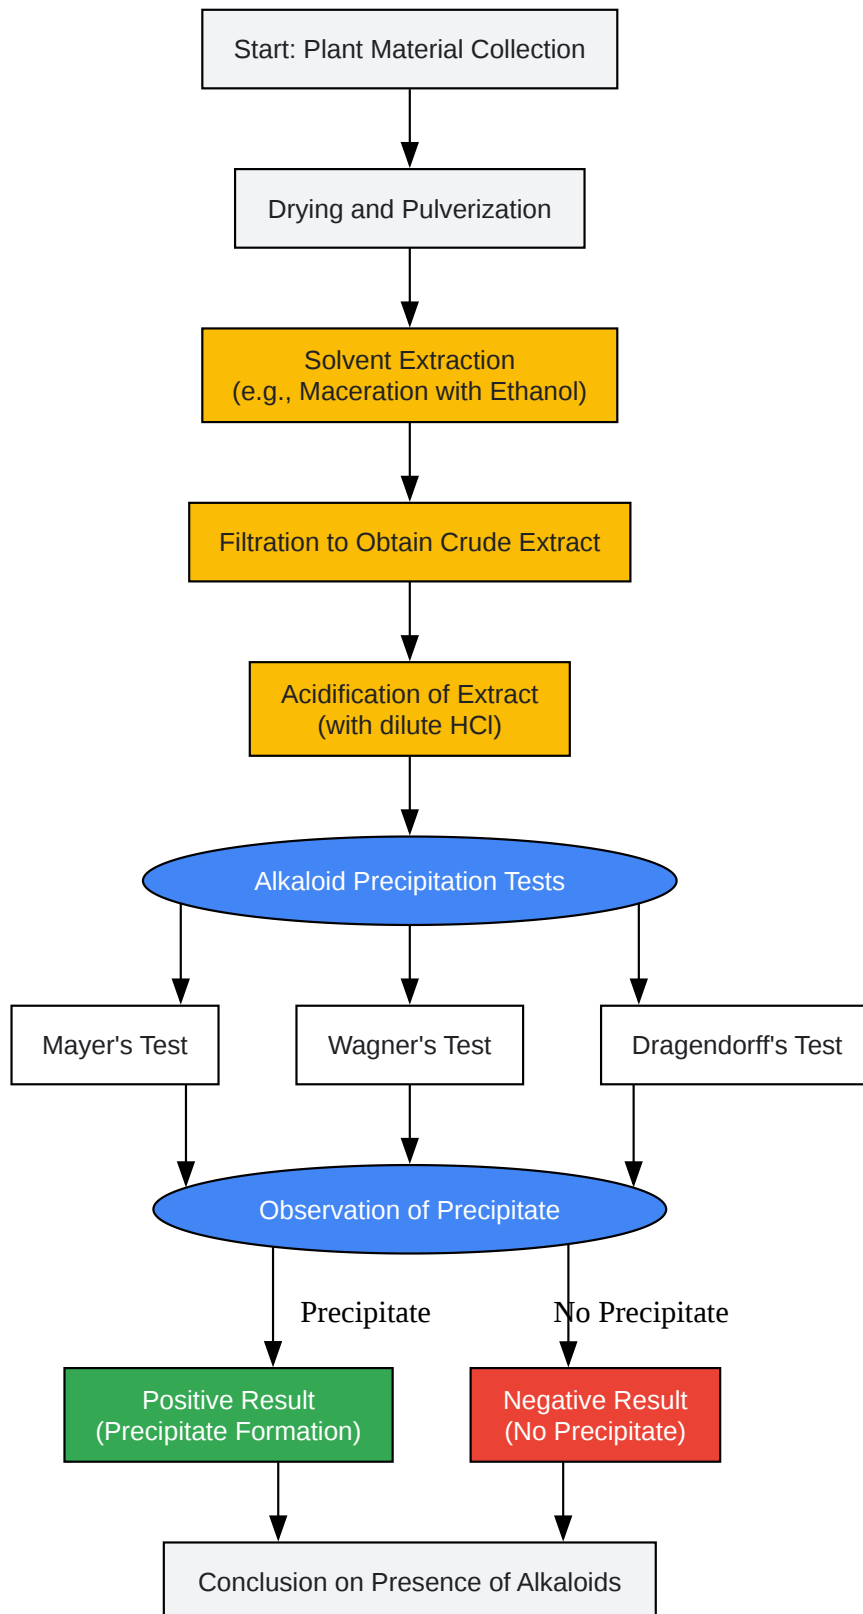 Start: Plant Material Collection
Drying and Pulverization
Solvent Extraction
(e.g., Maceration with Ethanol)
Filtration to Obtain Crude Extract
Acidification of Extract
(with dilute HCl)
Alkaloid Precipitation Tests
Mayer's Test
Wagner's Test
Dragendorff's Test
Observation of Precipitate
Precipitate
No Precipitate
Positive Result
(Precipitate Formation)
Negative Result
(No Precipitate)
Conclusion on Presence of Alkaloids